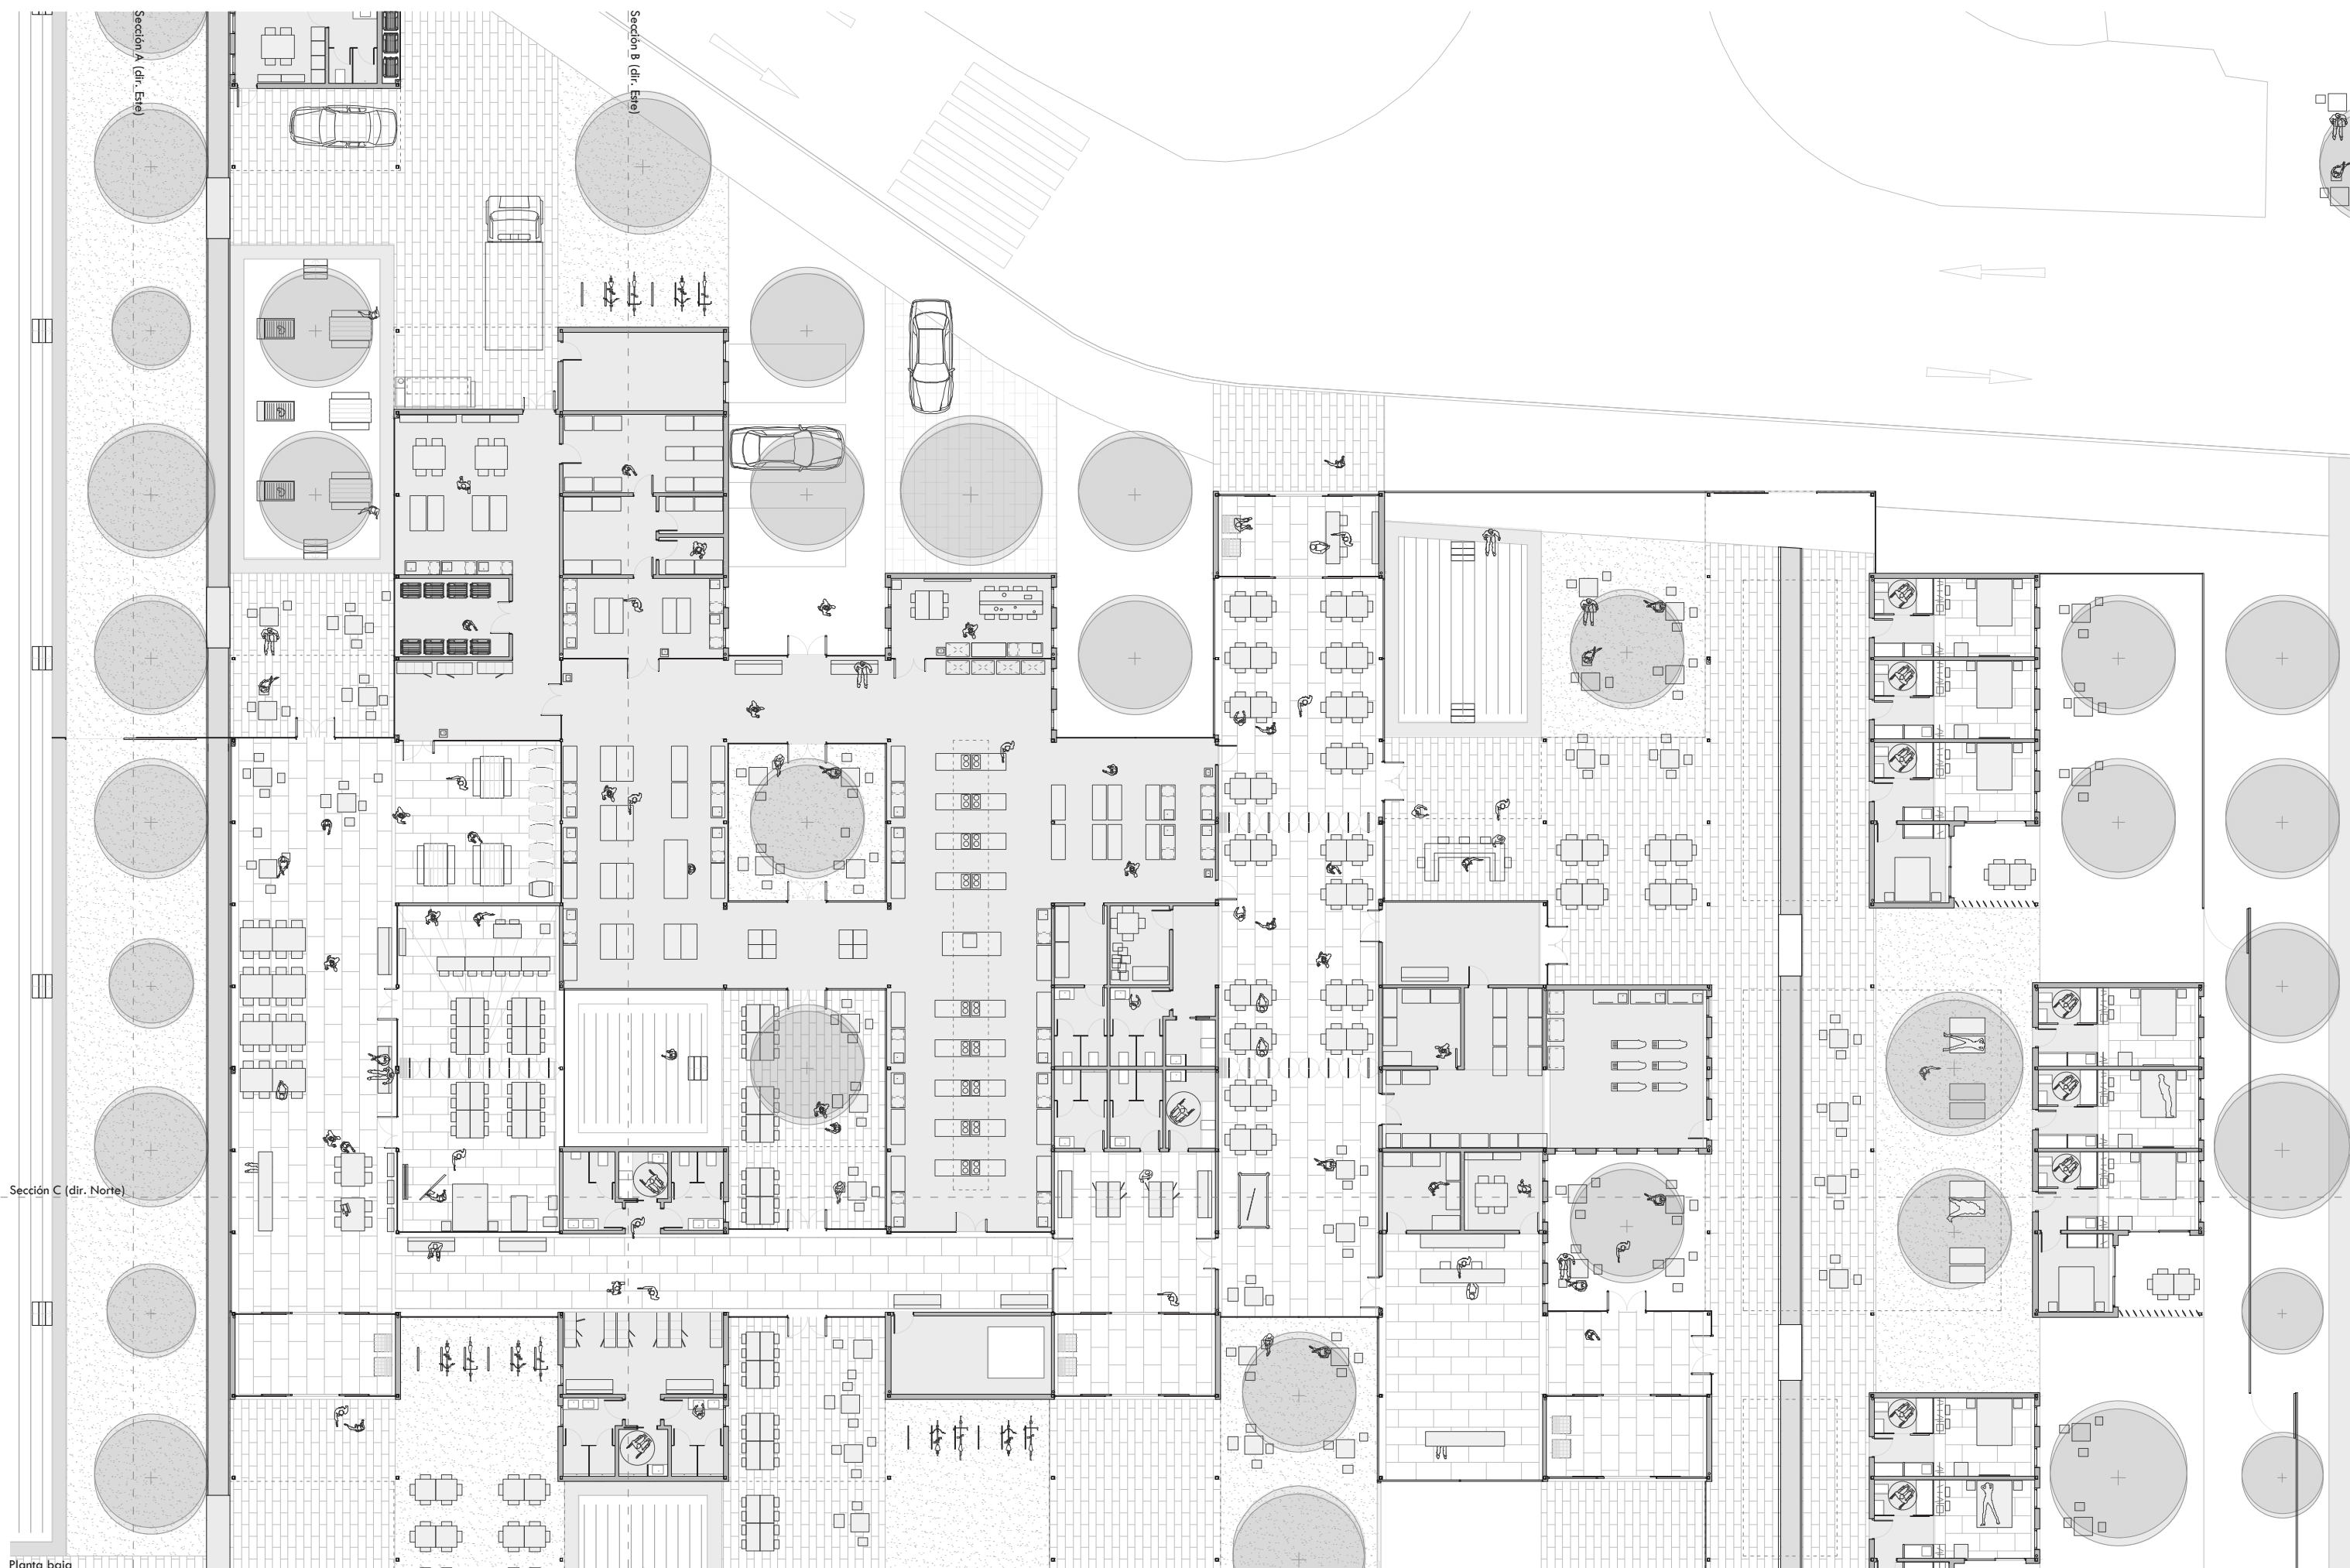 Sección A (dir. Este)
Sección B (dir. Este)
Sección C (dir. Norte)
Planta baja